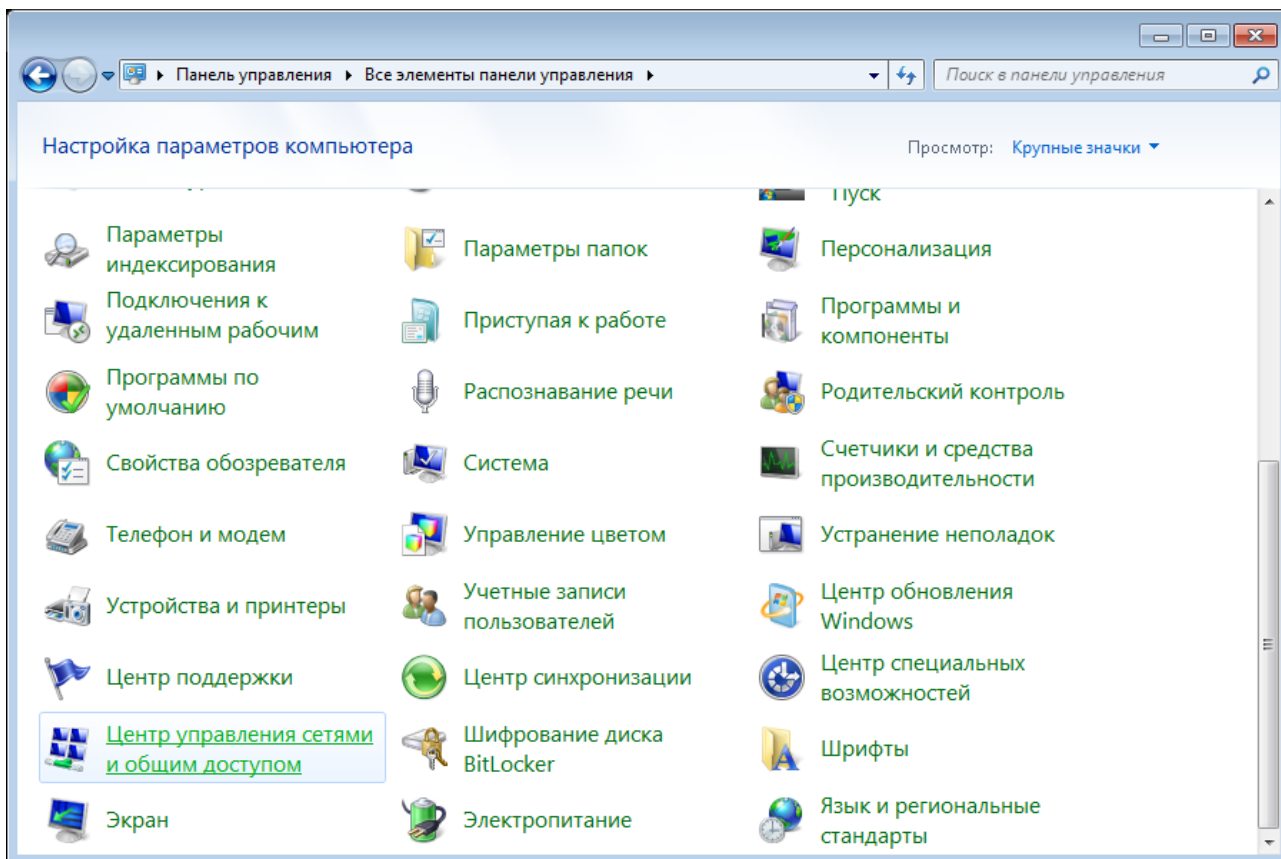 Панель управления Все элементы панели управления
Поиск в панели управления
Настройка параметров компьютера
Просмотр: Крупные значки
Пуск
Параметры
индексирования
Параметры папок
Персонализация
Подключения к
удаленным рабочим
Приступая к работе
Программы и
компоненты
Программы по
умолчанию
Распознавание речи
Родительский контроль
Свойства обозревателя
Система
Счетчики и средства
производительности
Телефон и модем
Управление цветом
Устранение неполадок
Устройства и принтеры
Учетные записи
пользователей
Центр обновления
Windows
Центр поддержки
Центр синхронизации
Центр специальных
возможностей
Центр управления сетями
и общим доступом
Шифрование диска
BitLocker
Шрифты
Экран
Электропитание
Язык и региональные
стандарты